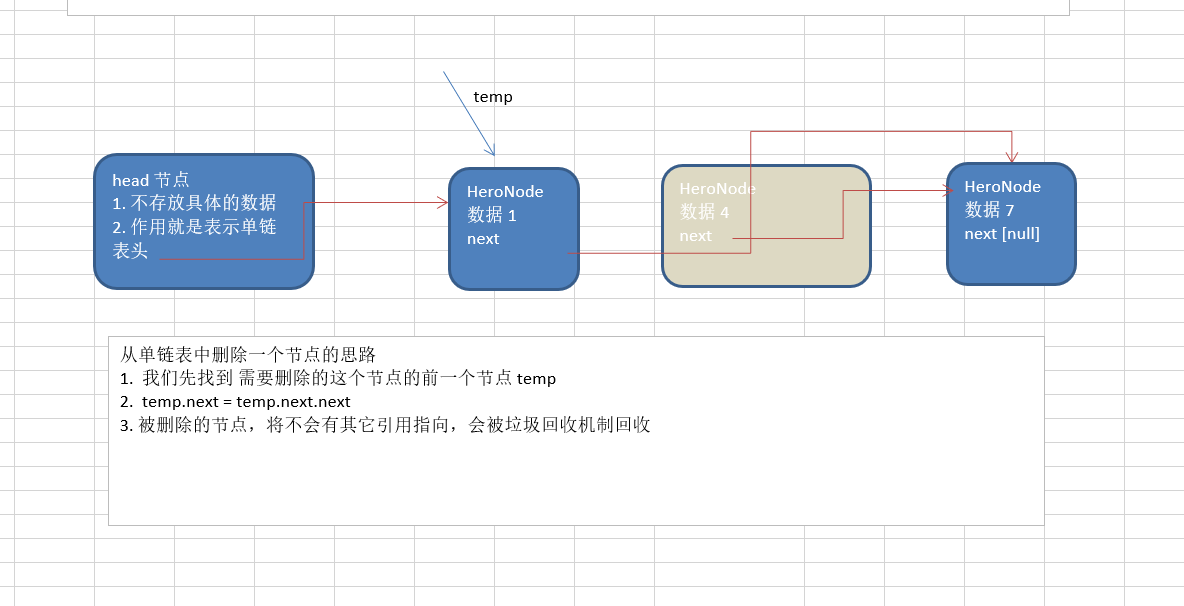 temp
head 节点
1. 不存放具体的数据
2. 作用就是表示单链
表头
HeroNode
数据 1
next
HeroNode
数据 4
next
HeroNode
数据 7
next [null]
从单链表中删除一个节点的思路
1. 我们先找到 需要删除的这个节点的前一个节点 temp
2. temp.next = temp.next.next
3. 被删除的节点，将不会有其它引用指向，会被垃圾回收机制回收